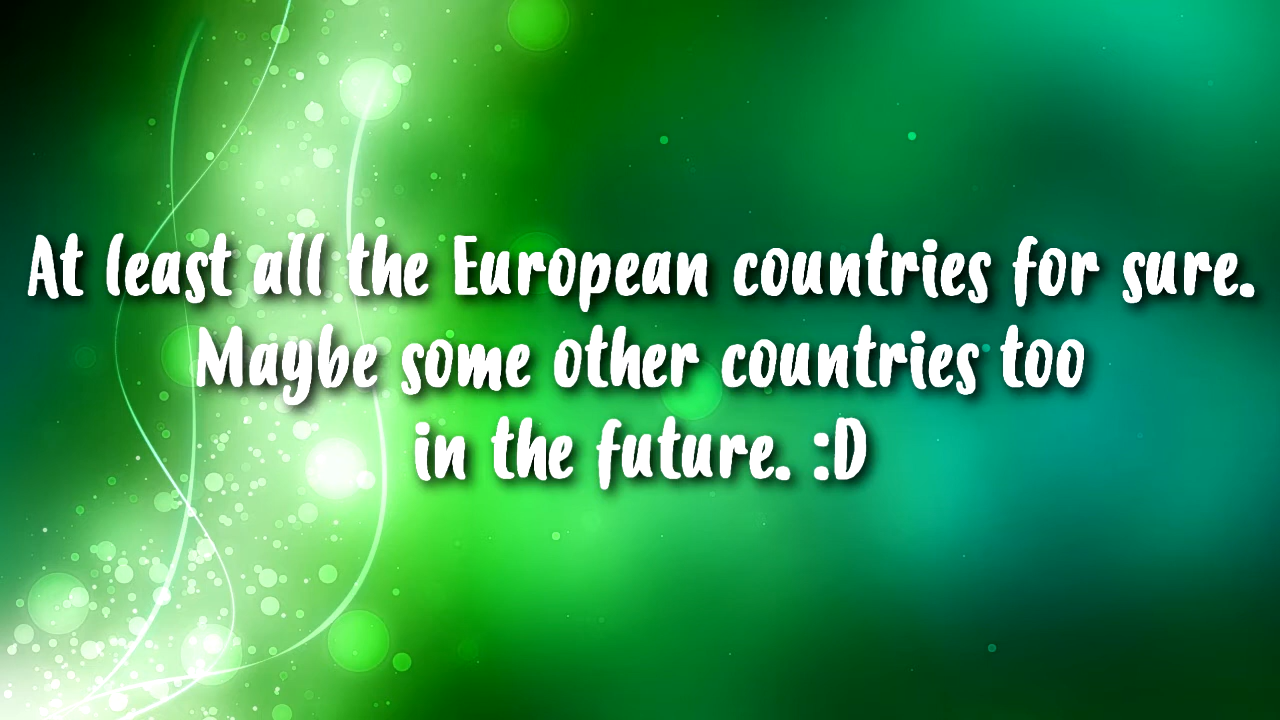 At least all the European countries for sure.
Maybe some other countries too
in the future. :D